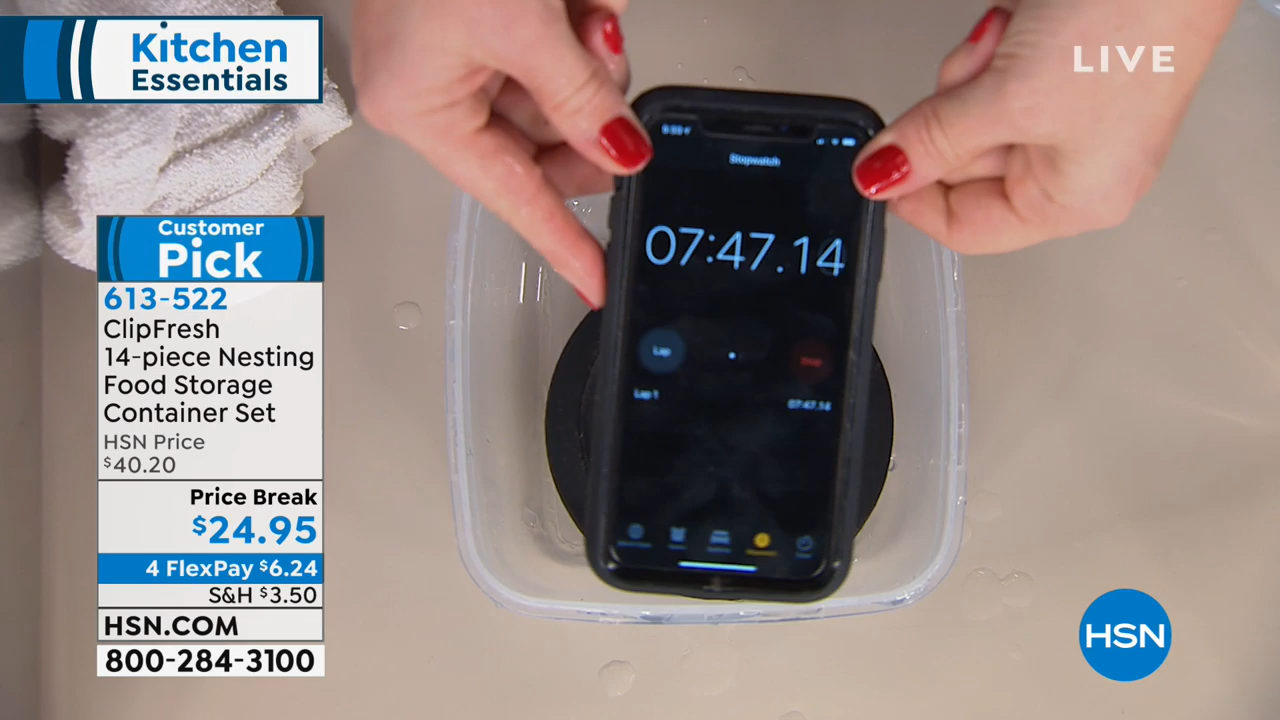 Kitchen
Essentials
LIVE
Customer
Pick
613-522
ClipFresh
14-piece Nesting
Food Storage
Container Set
HSN Price
$40.20
Price Break
$24.95
4 FlexPay $6.24
S&H $3.50
HSN.COM
800-284-3100
Stopwatch
07:47.14
Lap
Stop
Lap 1
07:47.14
HSN